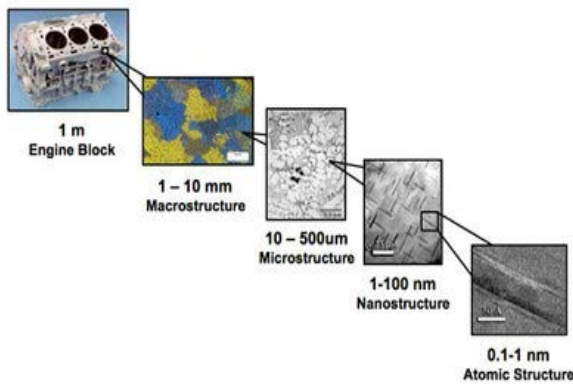 1 m
Engine Block
1 – 10 mm
Macrostructure
10 – 500um
Microstructure
1-100 nm
Nanostructure
0.1-1 nm
Atomic Structure